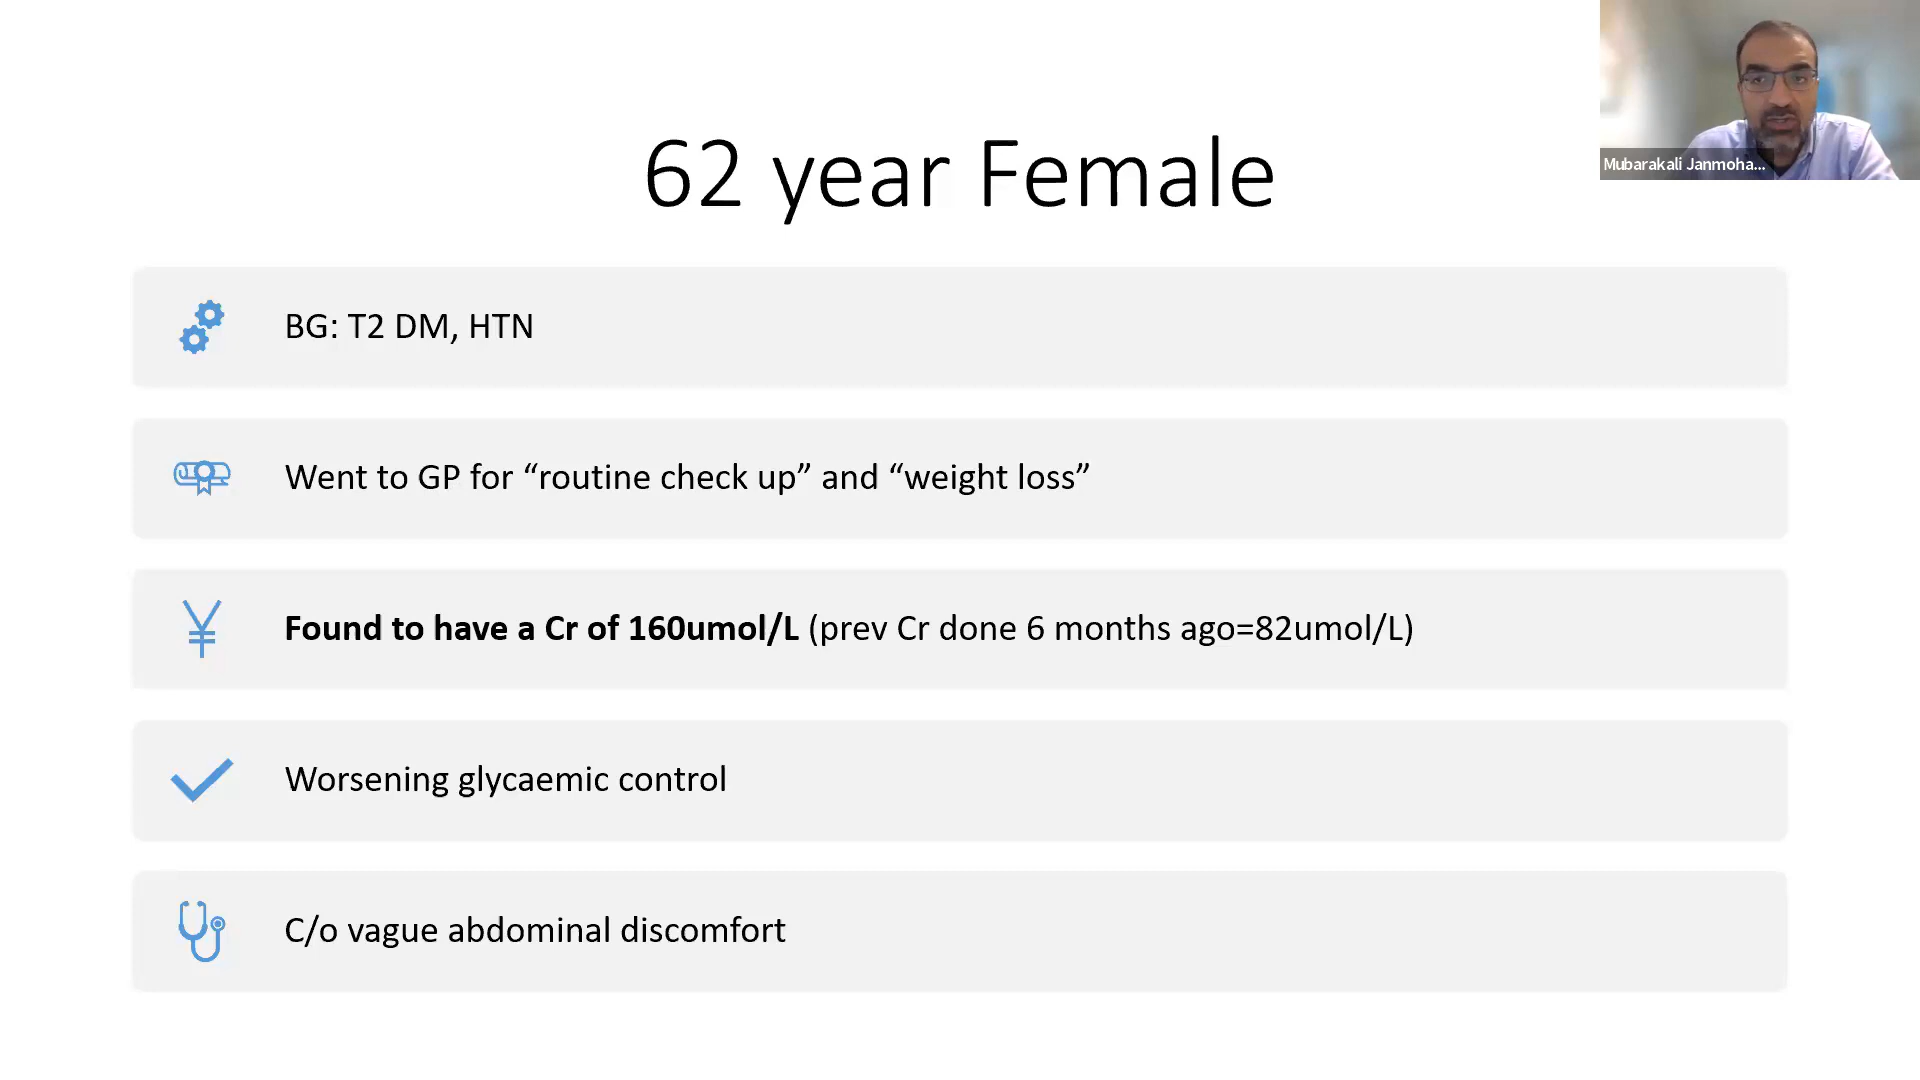 Mubarakali Janmoha...
62 year Female
BG: T2 DM, HTN
Went to GP for “routine check up” and “weight loss”
Found to have a Cr of 160umol/L (prev Cr done 6 months ago=82umol/L)
Worsening glycaemic control
C/o vague abdominal discomfort